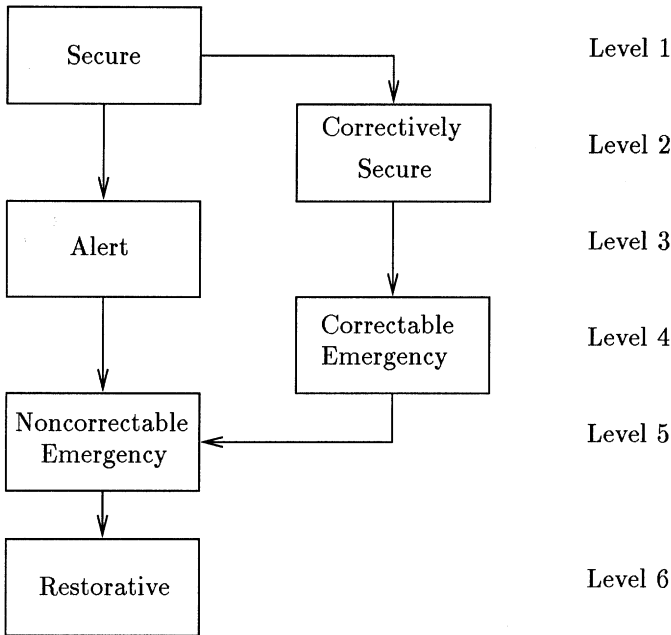 Secure
Level 1
Correctively
Secure
Level 2
Alert
Level 3
Correctable
Emergency
Level 4
Noncorrectable
Emergency
Level 5
Restorative
Level 6